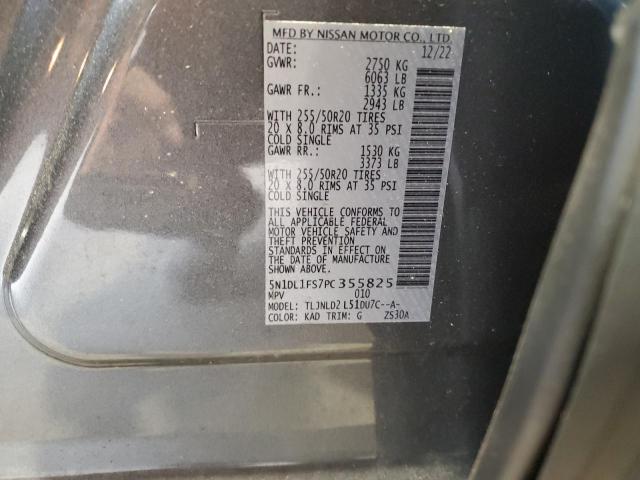 MFD BY NISSAN MOTOR CO., LTD.
DATE: 12/22
GVWR: 2750 KG
6063 LB
GAWR FR.: 1335 KG
2943 LB
WITH 255/50R20 TIRES
20 X 8.0 RIMS AT 35 PSI
COLD SINGLE
GAWR RR.: 1530 KG
3373 LB
WITH 255/50R20 TIRES
20 X 8.0 RIMS AT 35 PSI
COLD SINGLE
THIS VEHICLE CONFORMS TO
ALL APPLICABLE FEDERAL
MOTOR VEHICLE SAFETY AND
THEFT PREVENTION
STANDARDS IN EFFECT ON
THE DATE OF MANUFACTURE
SHOWN ABOVE.
5N1DL1FS7PC355825
MPV 010
MODEL: TLJNLD2 L51DU7C--A-
COLOR: KAD TRIM: G ZS30A